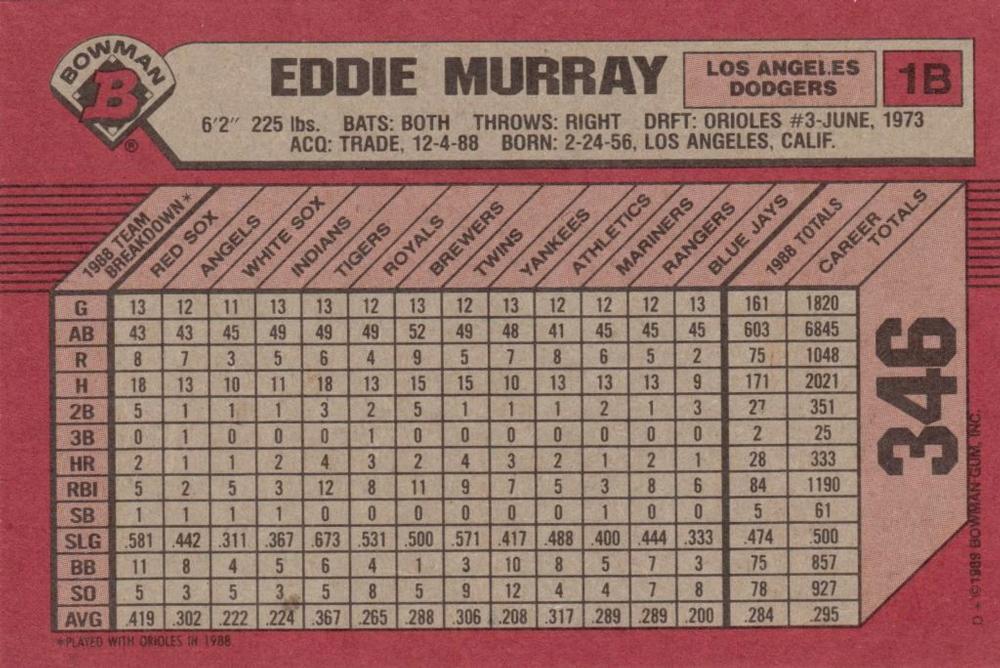 BOWMAN
B
®
EDDIE MURRAY
LOS ANGELES
DODGERS
1B
6'2" 225 lbs. BATS: BOTH THROWS: RIGHT DRFT: ORIOLES #3-JUNE, 1973
ACQ: TRADE, 12-4-88 BORN: 2-24-56, LOS ANGELES, CALIF.
1988 TEAM
BREAKDOWN*
RED SOX
ANGELS
WHITE SOX
INDIANS
TIGERS
ROYALS
BREWERS
TWINS
YANKEES
ATHLETICS
MARINERS
RANGERS
BLUE JAYS
1988 TOTALS
CAREER
TOTALS
G 13 12 11 13 13 12 13 12 13 12 12 12 13 161 1820
AB 43 43 45 49 49 49 52 49 48 41 45 45 45 603 6845
R 8 7 3 5 6 4 9 5 7 8 6 5 2 75 1048
H 18 13 10 11 18 13 15 15 10 13 13 13 9 171 2021
2B 5 1 1 1 3 2 5 1 1 1 2 1 3 27 351
3B 0 1 0 0 0 1 0 0 0 0 0 0 0 2 25
HR 2 1 1 2 4 3 2 4 3 2 1 2 1 28 333
RBI 5 2 5 3 12 8 11 9 7 5 3 8 6 84 1190
SB 1 1 1 1 0 0 0 0 0 0 1 0 0 5 61
SLG .581 .442 .311 .367 .673 .531 .500 .571 .417 .488 .400 .444 .333 .474 .500
BB 11 8 4 5 6 4 1 3 10 8 5 7 3 75 857
SO 5 3 5 3 5 8 5 9 12 4 4 7 8 78 927
AVG .419 .302 .222 .224 .367 .265 .288 .306 .208 .317 .289 .289 .200 .284 .295
*PLAYED WITH ORIOLES IN 1988
346
D + © 1989 BOWMAN GUM, INC.